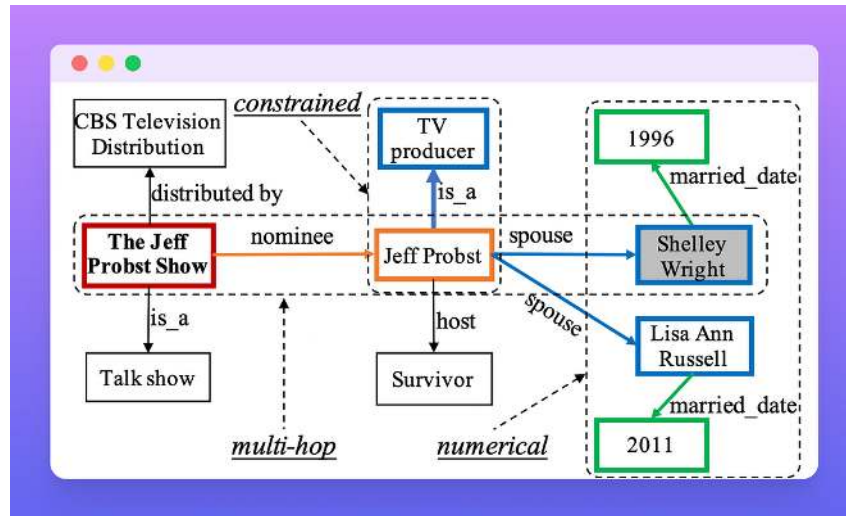 CBS Television
Distribution
constrained
TV
producer
1996
distributed by
is_a
married_date
The Jeff
Probst Show
nominee
Jeff Probst
spouse
Shelley
Wright
is_a
host
spouse
Lisa Ann
Russell
Talk show
Survivor
married_date
multi-hop
numerical
2011